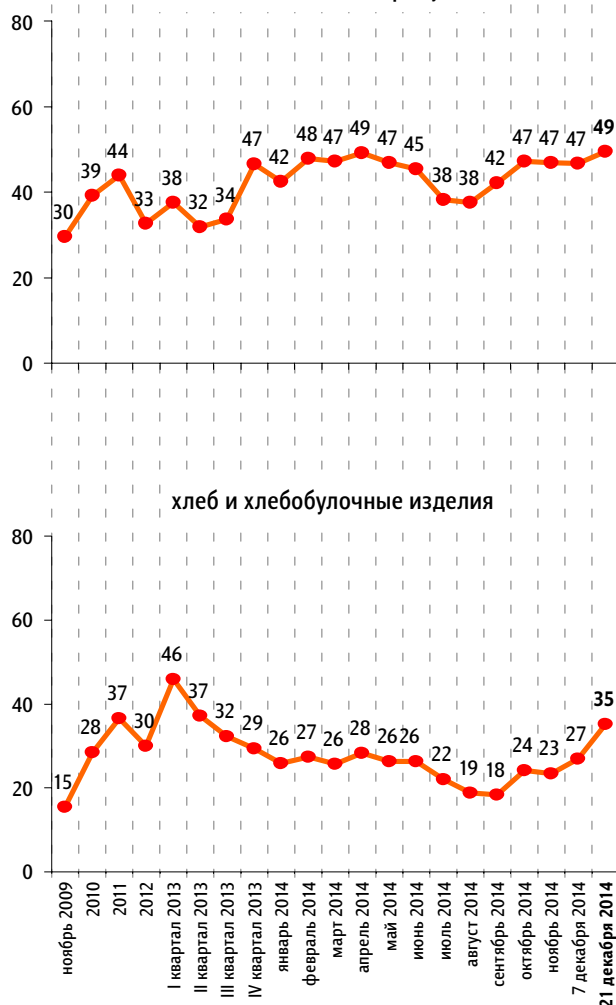 80
60
40
20
0
30
39
44
33
38
32
34
47
42
48
47
49
47
45
38
38
42
47
47
47
49
хлеб и хлебобулочные изделия
80
60
40
20
0
15
28
37
30
46
37
32
29
26
27
26
28
26
26
22
19
18
24
23
27
35
ноябрь 2009
2010
2011
2012
I квартал 2013
II квартал 2013
III квартал 2013
IV квартал 2013
январь 2014
февраль 2014
март 2014
апрель 2014
май 2014
июнь 2014
июль 2014
август 2014
сентябрь 2014
октябрь 2014
ноябрь 2014
7 декабря 2014
21 декабря 2014